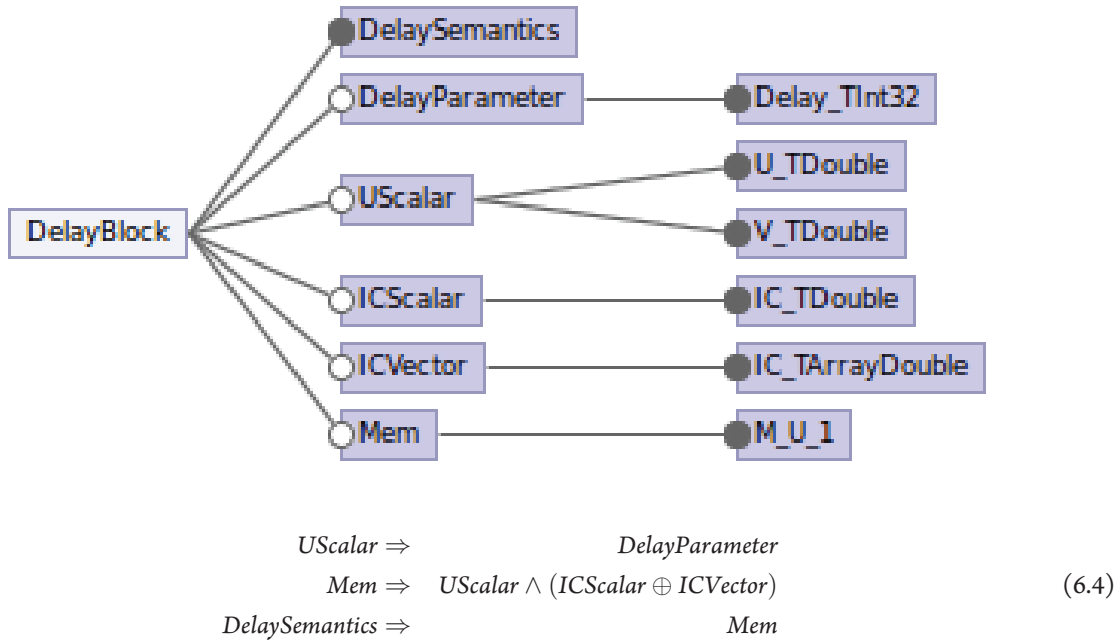 DelaySemantics
DelayParameter Delay_TInt32
U_TDouble
UScalar
DelayBlock V_TDouble
ICScalar IC_TDouble
ICVector IC_TArrayDouble
Mem M_U_1
UScalar ⇒ DelayParameter
Mem ⇒ UScalar ∧ (ICScalar ⊕ ICVector) (6.4)
DelaySemantics ⇒ Mem